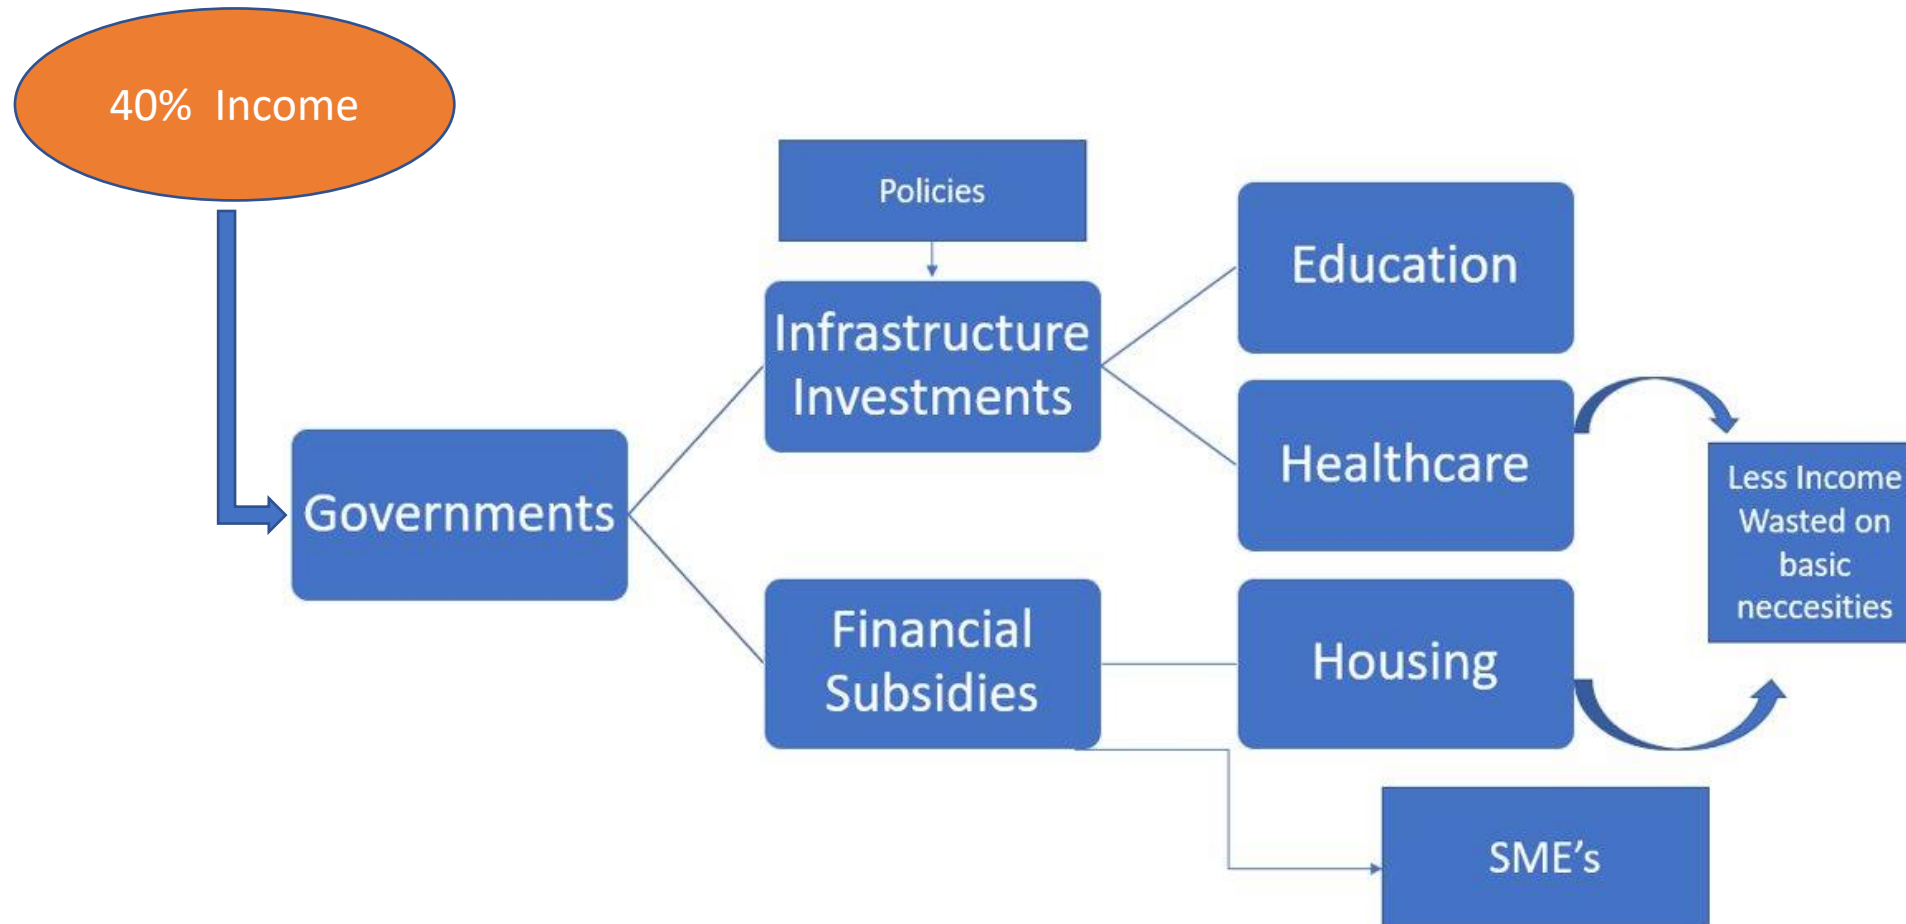 40% Income
Policies
Education
Infrastructure
Investments
Healthcare
Less Income
Wasted on
basic
neccesities
Governments
Financial
Subsidies
Housing
SME’s